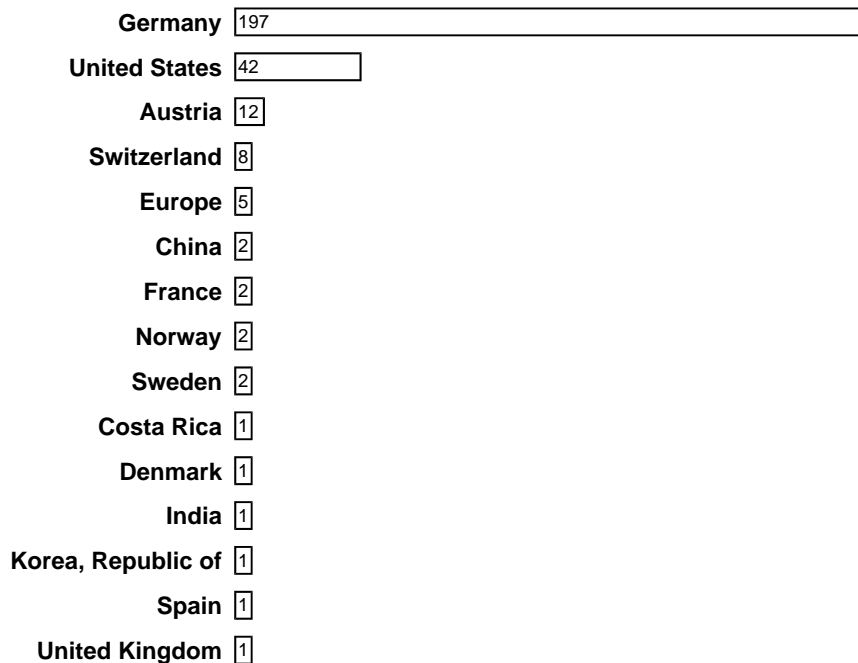 Germany 197
United States 42
Austria 12
Switzerland 8
Europe 5
China 2
France 2
Norway 2
Sweden 2
Costa Rica 1
Denmark 1
India 1
Korea, Republic of 1
Spain 1
United Kingdom 1